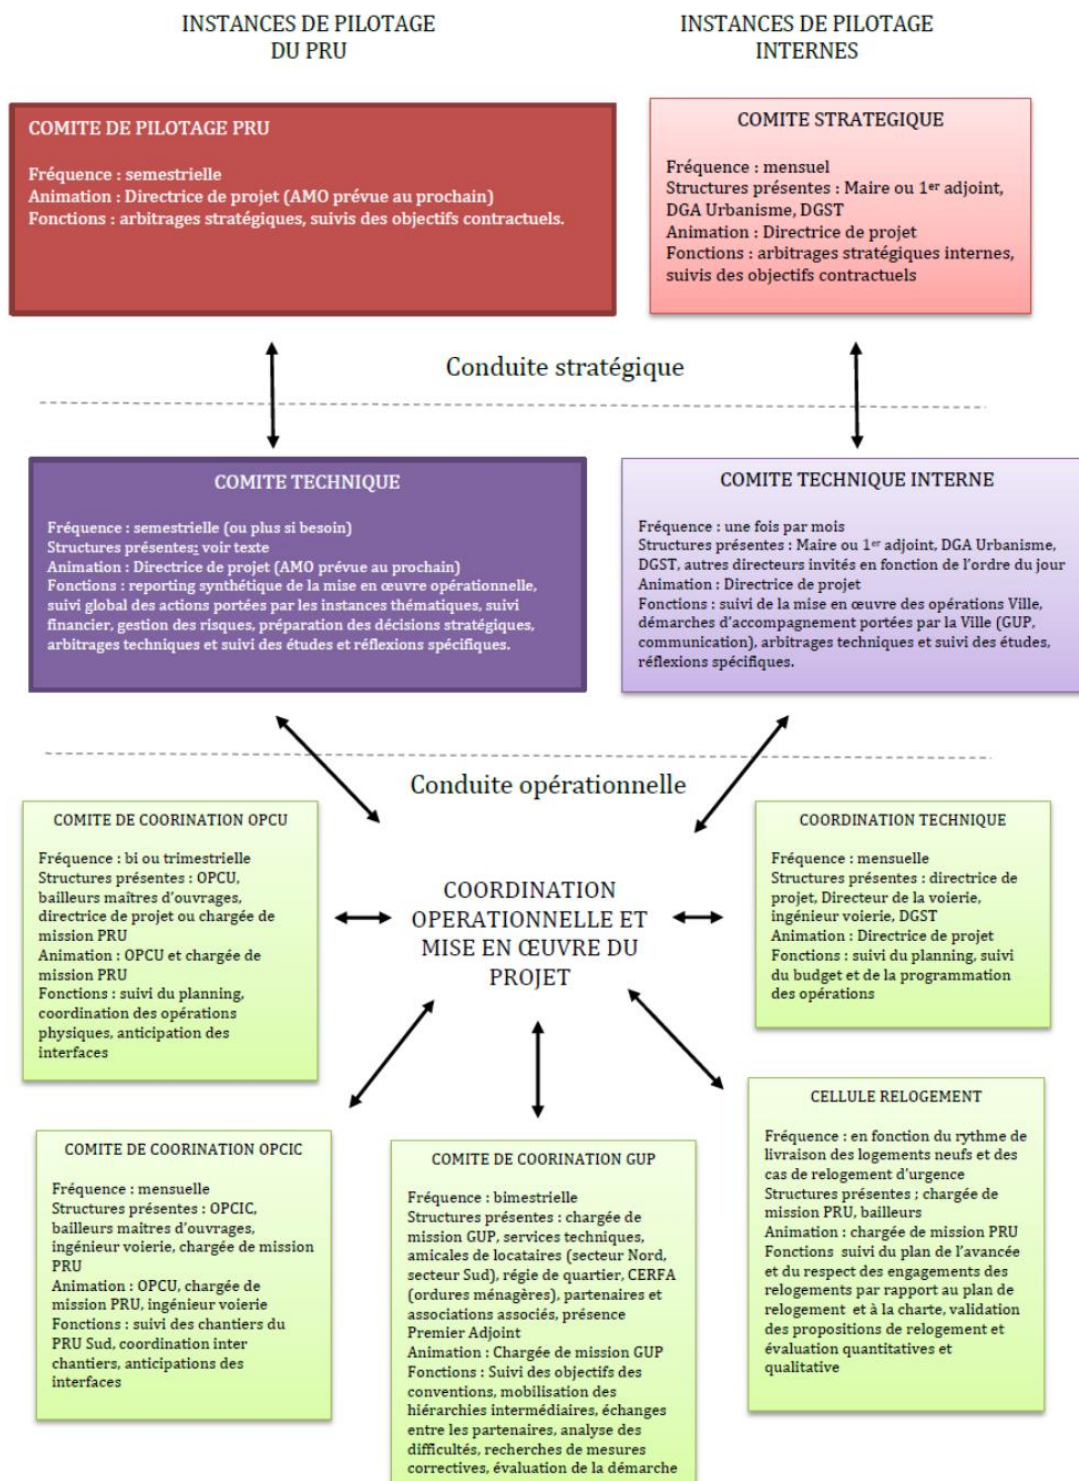 INSTANCES DE PILOTAGE
DU PRU
INSTANCES DE PILOTAGE
INTERNES
COMITE DE PILOTAGE PRU
Fréquence : semestrielle
Animation : Directrice de projet (AMO prévue au prochain)
Fonctions : arbitrages stratégiques, suivis des objectifs contractuels.
COMITE STRATEGIQUE
Fréquence : mensuel
Structures présentes : Maire ou 1er adjoint,
DGA Urbanisme, DGST
Animation : Directrice de projet
Fonctions : arbitrages stratégiques internes,
suivis des objectifs contractuels
Conduite stratégique
COMITE TECHNIQUE
Fréquence : semestrielle (ou plus si besoin)
Structures présentes: voir texte
Animation : Directrice de projet (AMO prévue au prochain)
Fonctions : reporting synthétique de la mise en œuvre opérationnelle,
suivi global des actions portées par les instances thématiques, suivi
financier, gestion des risques, préparation des décisions stratégiques,
arbitrages techniques et suivi des études et réflexions spécifiques.
COMITE TECHNIQUE INTERNE
Fréquence : une fois par mois
Structures présentes : Maire ou 1er adjoint, DGA Urbanisme,
DGST, autres directeurs invités en fonction de l'ordre du jour
Animation : Directrice de projet
Fonctions : suivi de la mise en œuvre des opérations Ville,
démarches d'accompagnement portées par la Ville (GUP,
communication), arbitrages techniques et suivi des études,
réflexions spécifiques.
Conduite opérationnelle
COMITE DE COORINATION OPCU
Fréquence : bi ou trimestrielle
Structures présentes : OPCU,
bailleurs maîtres d'ouvrages,
directrice de projet ou chargée de
mission PRU
Animation : OPCU et chargée de
mission PRU
Fonctions : suivi du planning,
coordination des opérations
physiques, anticipation des
interfaces
COORDINATION
OPERATIONNELLE ET
MISE EN ŒUVRE DU
PROJET
COORDINATION TECHNIQUE
Fréquence : mensuelle
Structures présentes : directrice de
projet, Directeur de la voierie,
ingénieur voierie, DGST
Animation : Directrice de projet
Fonctions : suivi du planning, suivi
du budget et de la programmation
des opérations
COMITE DE COORINATION OPCIC
Fréquence : mensuelle
Structures présentes : OPCIC,
bailleurs maîtres d'ouvrages,
ingénieur voierie, chargée de mission
PRU
Animation : OPCU, chargée de
mission PRU, ingénieur voierie
Fonctions : suivi des chantiers du
PRU Sud, coordination inter
chantiers, anticipations des
interfaces
COMITE DE COORINATION GUP
Fréquence : bimestrielle
Structures présentes : chargée de
mission GUP, services techniques,
amicales de locataires (secteur Nord,
secteur Sud), régie de quartier, CERFA
(ordures ménagères), partenaires et
associations associés, présence
Premier Adjoint
Animation : Chargée de mission GUP
Fonctions : Suivi des objectifs des
conventions, mobilisation des
hiérarchies intermédiaires, échanges
entre les partenaires, analyse des
difficultés, recherches de mesures
correctives, évaluation de la démarche
CELLULE RELOGEMENT
Fréquence : en fonction du rythme de
livraison des logements neufs et des
cas de relogement d'urgence
Structures présentes ; chargée de
mission PRU, bailleurs
Animation : chargée de mission PRU
Fonctions suivi du plan de l'avancée
et du respect des engagements des
relogements par rapport au plan de
relogement et à la charte, validation
des propositions de relogement et
évaluation quantitatives et
qualitative